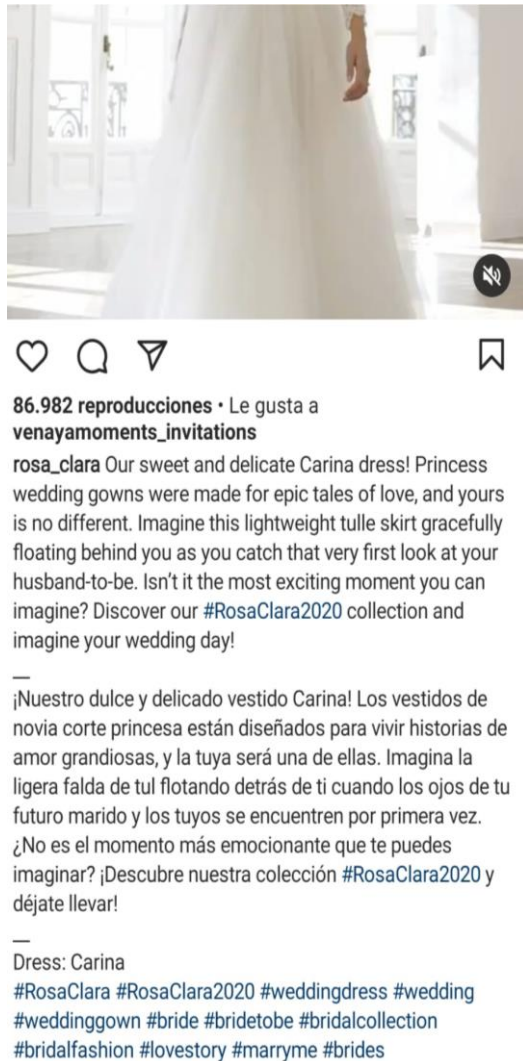 86.982 reproducciones · Le gusta a
venayamoments_invitations
rosa_clara Our sweet and delicate Carina dress! Princess
wedding gowns were made for epic tales of love, and yours
is no different. Imagine this lightweight tulle skirt gracefully
floating behind you as you catch that very first look at your
husband-to-be. Isn't it the most exciting moment you can
imagine? Discover our #RosaClara2020 collection and
imagine your wedding day!
—
¡Nuestro dulce y delicado vestido Carina! Los vestidos de
novia corte princesa están diseñados para vivir historias de
amor grandiosas, y la tuya será una de ellas. Imagina la
ligera falda de tul flotando detrás de ti cuando los ojos de tu
futuro marido y los tuyos se encuentren por primera vez.
¿No es el momento más emocionante que te puedes
imaginar? ¡Descubre nuestra colección #RosaClara2020 y
déjate llevar!
—
Dress: Carina
#RosaClara #RosaClara2020 #weddingdress #wedding
#weddinggown #bride #bridetobe #bridalcollection
#bridalfashion #lovestory #marryme #brides